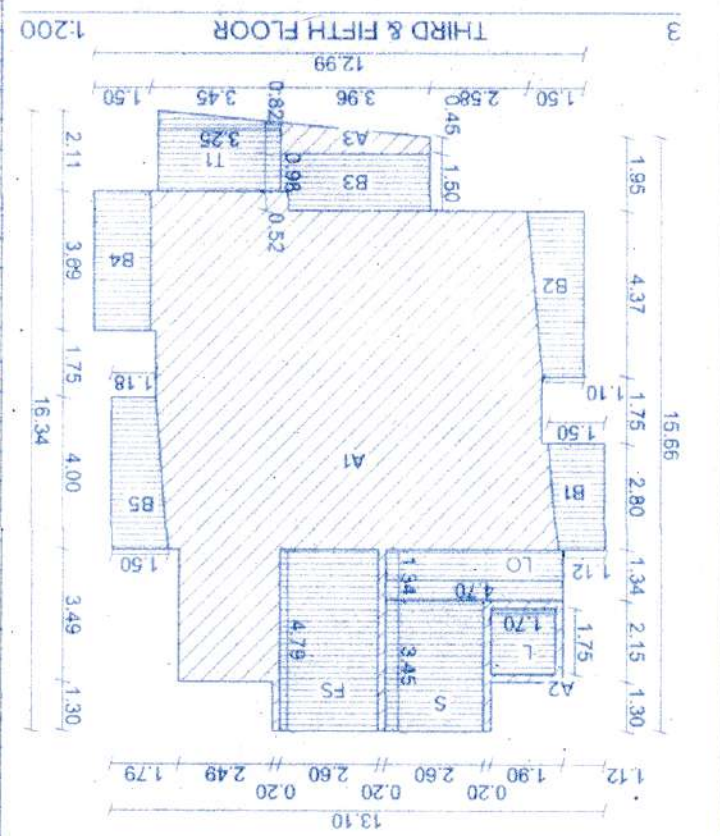 3 THIRD & FIFTH FLOOR 1:200
12.99
1.50 2.58 3.96 3.45 1.50
0.45 A3 0.82 3.25 2.11
1.95 1.50 B3 0.98 T1
0.52
4.37 B2 B4 3.69
1.10 1.18
1.75 1.75
15.66 1.50 16.34
A1
2.80 B1 B5 4.00
1.12 1.50
1.34 LO 1.34
4.70
2.15 1.75 1.70 L S 3.45 FS 4.79 3.49
A2
1.30 1.30
1.12 1.90 2.60 2.60 2.49 1.79
0.20 0.20 0.20
13.10